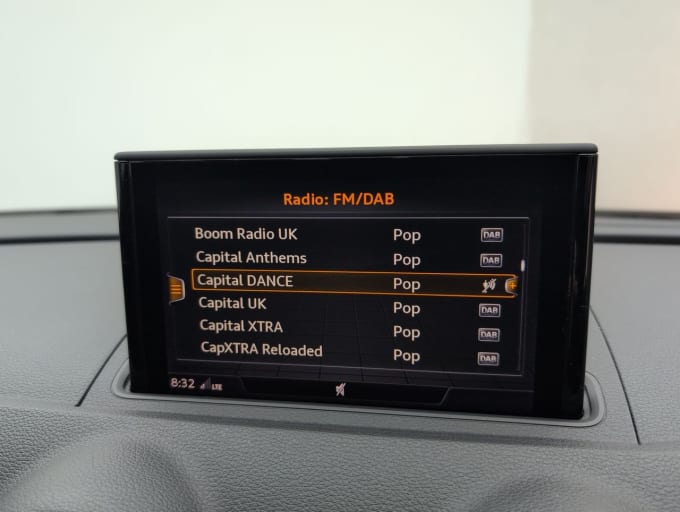 Radio: FM/DAB
Boom Radio UK Pop DAB
Capital Anthems Pop DAB
Capital DANCE Pop
Capital UK Pop DAB
Capital XTRA Pop DAB
CapXTRA Reloaded Pop DAB
8:32 LTE